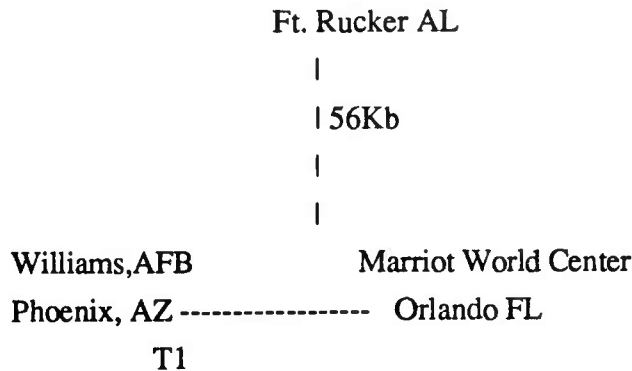 Ft. Rucker AL
56Kb
Williams,AFB Marriot World Center
Phoenix, AZ ------------------ Orlando FL
T1